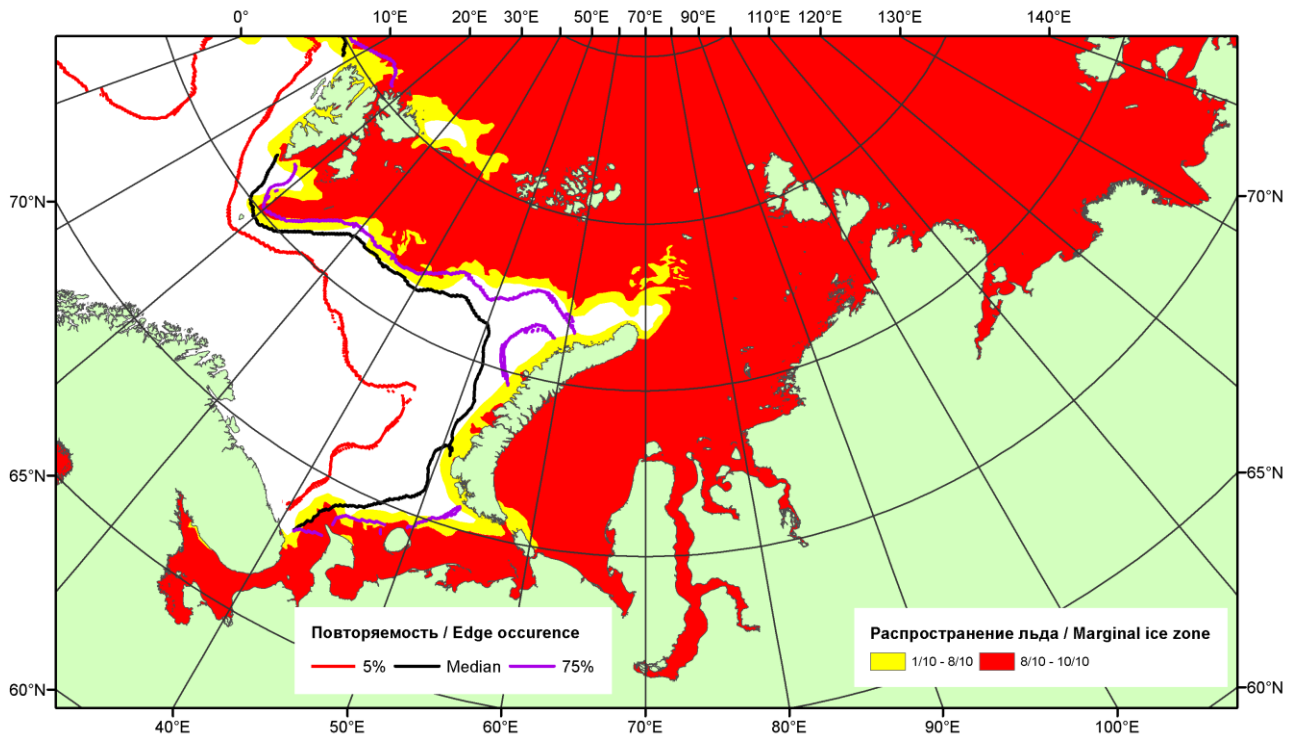 0° 10°E 20°E 30°E 50°E 70°E 90°E 110°E 120°E 130°E 140°E
70°N 70°N
65°N 65°N
Повторяемость / Edge occurence
5% Median 75%
Распространение льда / Marginal ice zone
1/10 - 8/10 8/10 - 10/10
60°N 60°N
40°E 50°E 60°E 70°E 80°E 90°E 100°E